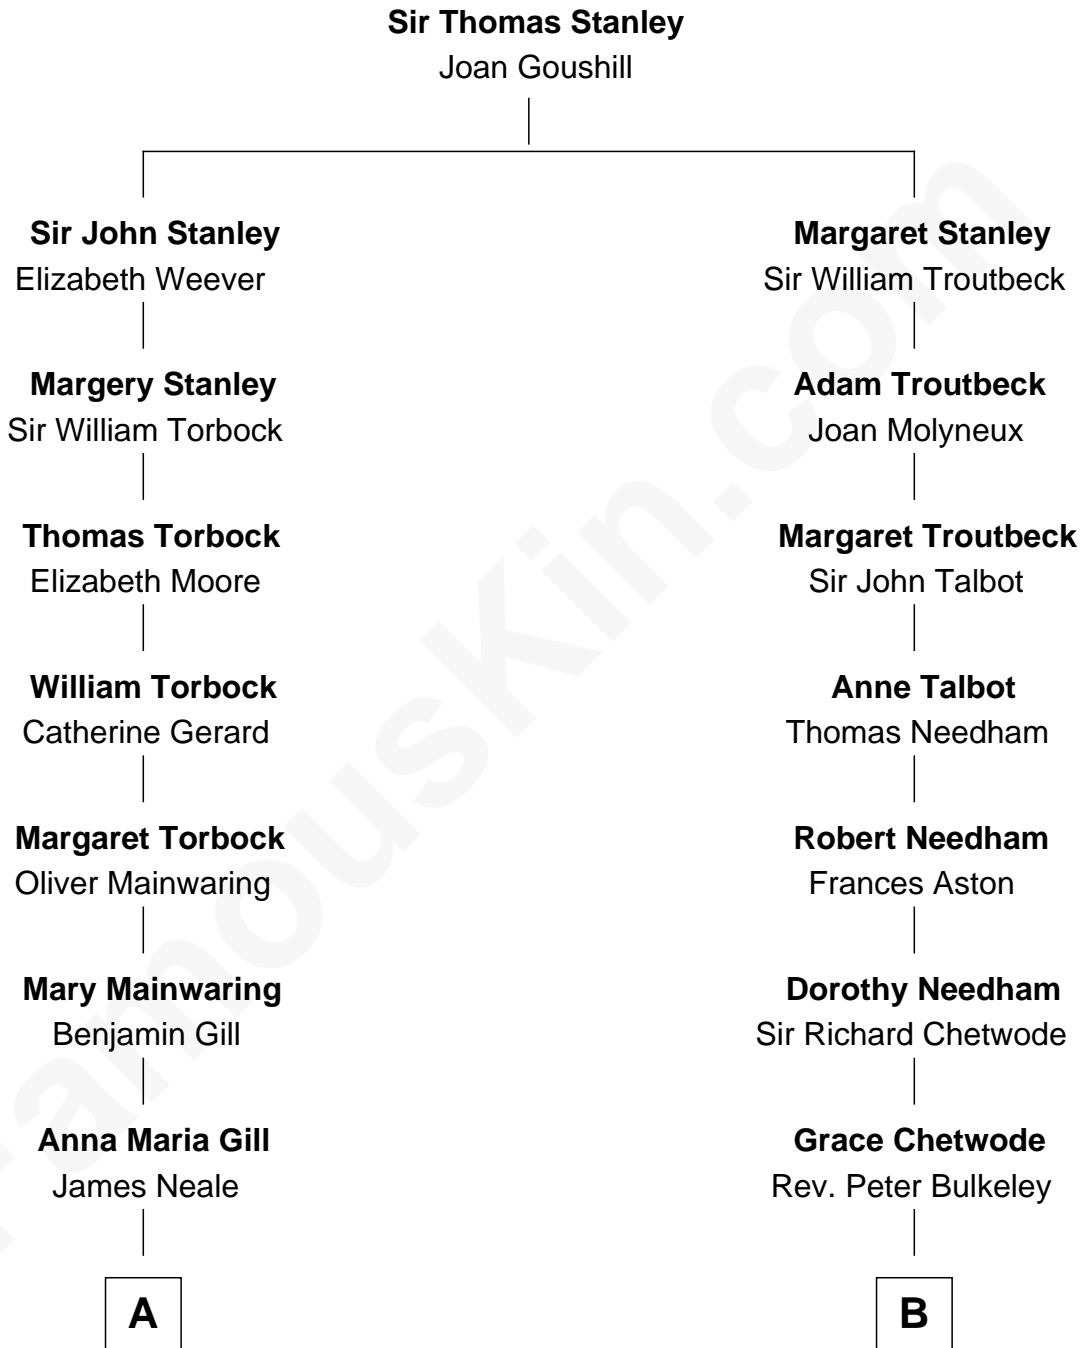 Sir Thomas Stanley
Joan Goushill
Sir John Stanley
Elizabeth Weever
Margaret Stanley
Sir William Troutbeck
Margery Stanley
Sir William Torbock
Adam Troutbeck
Joan Molyneux
Thomas Torbock
Elizabeth Moore
Margaret Troutbeck
Sir John Talbot
William Torbock
Catherine Gerard
Anne Talbot
Thomas Needham
Margaret Torbock
Oliver Mainwaring
Robert Needham
Frances Aston
Mary Mainwaring
Benjamin Gill
Dorothy Needham
Sir Richard Chetwode
Anna Maria Gill
James Neale
Grace Chetwode
Rev. Peter Bulkeley
A
B
FamousKin.com